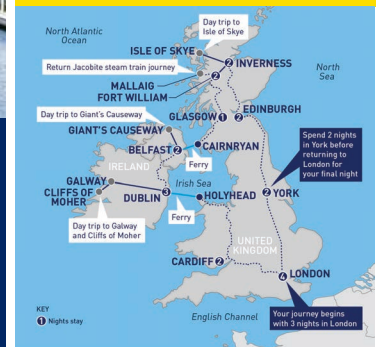 North Atlantic
Ocean
Day trip to
Isle of Skye
ISLE OF SKYE
2
INVERNESS
Return Jacobite steam train journey
North
Sea
2
MALLAIG
FORT WILLIAM
Day trip to Giant's Causeway
GLASGOW
1
2
EDINBURGH
GIANT'S CAUSEWAY
Spend 2 nights
in York before
returning to
London for
your final night
BELFAST
2
CAIRNRYAN
IRELAND
Ferry
GALWAY
CLIFFS OF
MOHER
Irish Sea
DUBLIN
3
HOLYHEAD
2
YORK
Ferry
Day trip to Galway
and Cliffs of Moher
UNITED
KINGDOM
CARDIFF
2
4
LONDON
KEY
1 Nights stay
English Channel
Your journey begins
with 3 nights in London